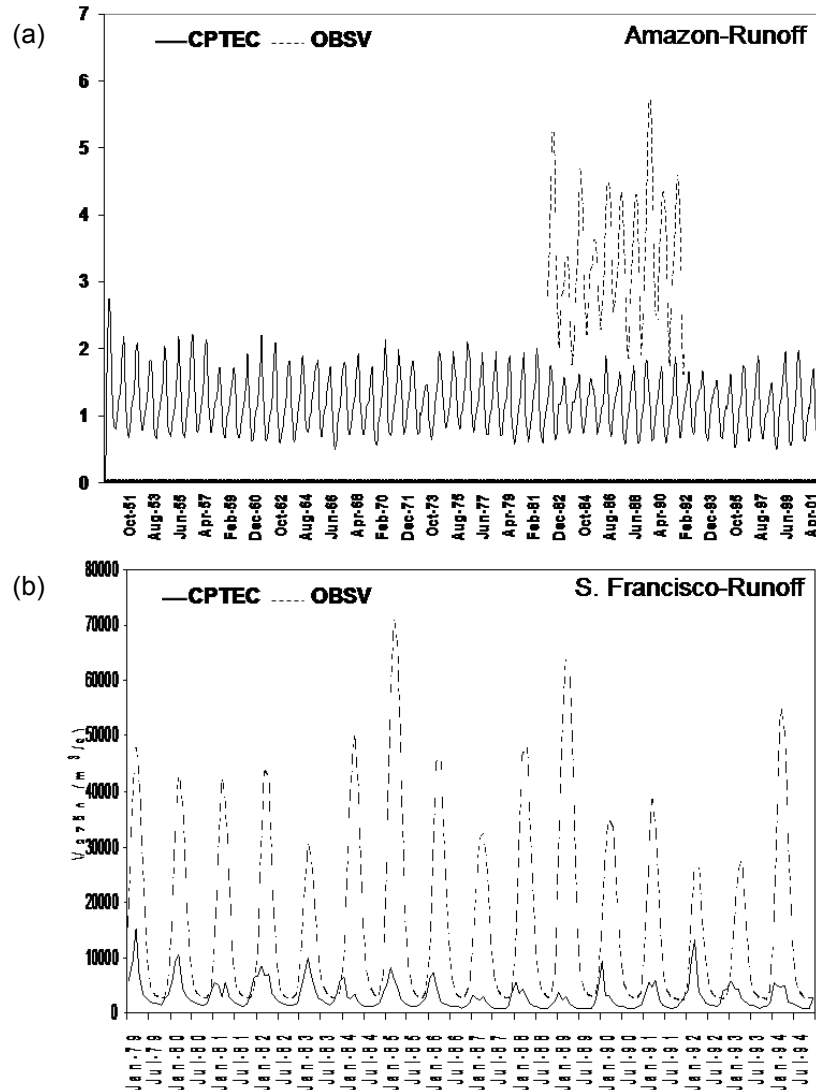 (a)
7
CPTEC OBSV Amazon-Runoff
6
5
4
3
2
1
0
Oct-51 Aug-53 Jun-55 Apr-57 Feb-59 Dec-60 Oct-62 Aug-64 Jun-66 Apr-68 Feb-70 Dec-71 Oct-73 Aug-75 Jun-77 Apr-79 Feb-81 Dec-82 Oct-84 Aug-86 Jun-88 Apr-90 Feb-92 Dec-93 Oct-95 Aug-97 Jun-99 Apr-01
(b)
80000
CPTEC OBSV S. Francisco-Runoff
70000
60000
50000
40000
30000
20000
10000
0
Vazão (m³/s)
Jan-79 Jul-79 Jan-80 Jul-80 Jan-81 Jul-81 Jan-82 Jul-82 Jan-83 Jul-83 Jan-84 Jul-84 Jan-85 Jul-85 Jan-86 Jul-86 Jan-87 Jul-87 Jan-88 Jul-88 Jan-89 Jul-89 Jan-90 Jul-90 Jan-91 Jul-91 Jan-92 Jul-92 Jan-93 Jul-93 Jan-94 Jul-94